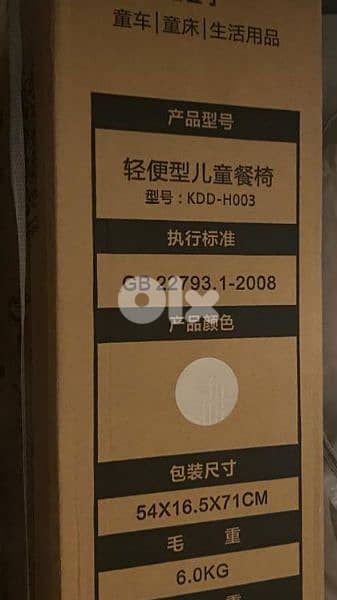 童车|童床|生活用品
产品型号
轻便型儿童餐椅
型号：KDD-H003
执行标准
GB 22793.1-2008
olx
产品颜色
包装尺寸
54X16.5X71CM
毛 重
6.0KG
重